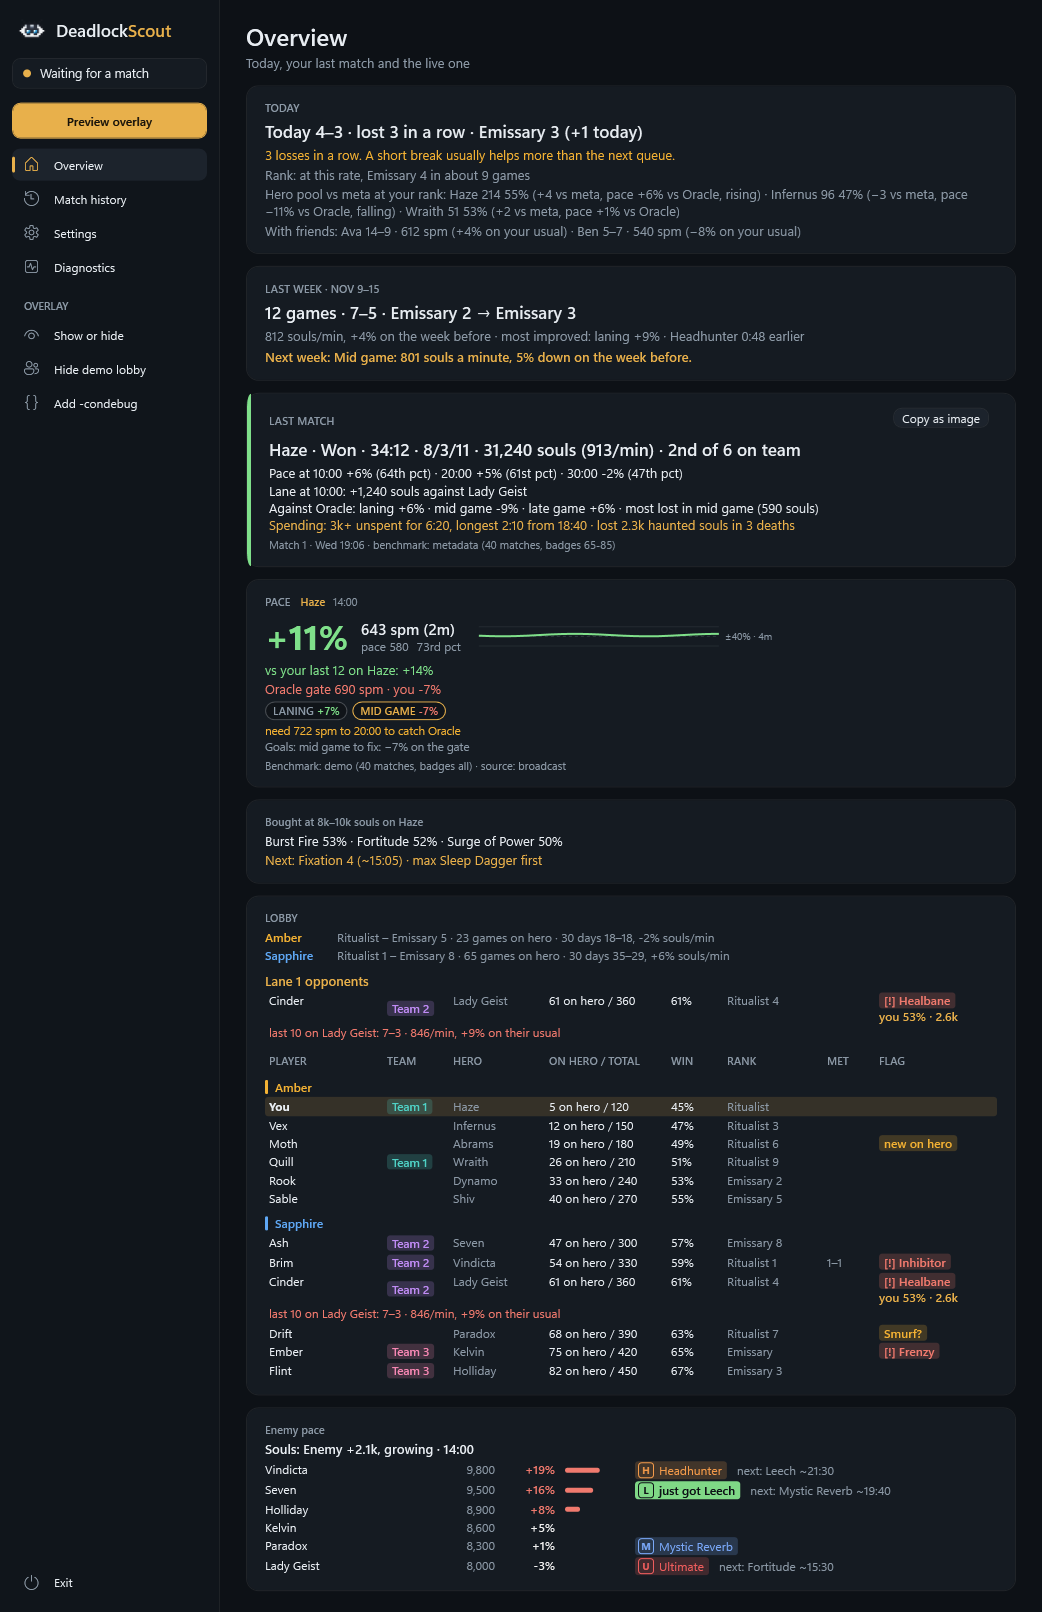 DeadlockScout
Waiting for a match
Preview overlay
Overview
Match history
Settings
Diagnostics
OVERLAY
Show or hide
Hide demo lobby
Add -condebug
Exit
Overview
Today, your last match and the live one
TODAY
Today 4–3 · lost 3 in a row · Emissary 3 (+1 today)
3 losses in a row. A short break usually helps more than the next queue.
Rank: at this rate, Emissary 4 in about 9 games
Hero pool vs meta at your rank: Haze 214 55% (+4 vs meta, pace +6% vs Oracle, rising) · Infernus 96 47% (−3 vs meta, pace
−11% vs Oracle, falling) · Wraith 51 53% (+2 vs meta, pace +1% vs Oracle)
With friends: Ava 14–9 · 612 spm (+4% on your usual) · Ben 5–7 · 540 spm (−8% on your usual)
LAST WEEK · NOV 9–15
12 games · 7–5 · Emissary 2 → Emissary 3
812 souls/min, +4% on the week before · most improved: laning +9% · Headhunter 0:48 earlier
Next week: Mid game: 801 souls a minute, 5% down on the week before.
LAST MATCH
Copy as image
Haze · Won · 34:12 · 8/3/11 · 31,240 souls (913/min) · 2nd of 6 on team
Pace at 10:00 +6% (64th pct) · 20:00 +5% (61st pct) · 30:00 -2% (47th pct)
Lane at 10:00: +1,240 souls against Lady Geist
Against Oracle: laning +6% · mid game -9% · late game +6% · most lost in mid game (590 souls)
Spending: 3k+ unspent for 6:20, longest 2:10 from 18:40 · lost 2.3k haunted souls in 3 deaths
Match 1 · Wed 19:06 · benchmark: metadata (40 matches, badges 65-85)
PACE Haze 14:00
+11% 643 spm (2m)
pace 580 73rd pct
±40% · 4m
vs your last 12 on Haze: +14%
Oracle gate 690 spm · you -7%
LANING +7% MID GAME -7%
need 722 spm to 20:00 to catch Oracle
Goals: mid game to fix: −7% on the gate
Benchmark: demo (40 matches, badges all) · source: broadcast
Bought at 8k–10k souls on Haze
Burst Fire 53% · Fortitude 52% · Surge of Power 50%
Next: Fixation 4 (~15:05) · max Sleep Dagger first
LOBBY
Amber Ritualist – Emissary 5 · 23 games on hero · 30 days 18–18, -2% souls/min
Sapphire Ritualist 1 – Emissary 8 · 65 games on hero · 30 days 35–29, +6% souls/min
Lane 1 opponents
Cinder Team 2 Lady Geist 61 on hero / 360 61% Ritualist 4 [!] Healbane
you 53% · 2.6k
last 10 on Lady Geist: 7–3 · 846/min, +9% on their usual
PLAYER TEAM HERO ON HERO / TOTAL WIN RANK MET FLAG
Amber
You Team 1 Haze 5 on hero / 120 45% Ritualist
Vex Infernus 12 on hero / 150 47% Ritualist 3
Moth Abrams 19 on hero / 180 49% Ritualist 6 new on hero
Quill Team 1 Wraith 26 on hero / 210 51% Ritualist 9
Rook Dynamo 33 on hero / 240 53% Emissary 2
Sable Shiv 40 on hero / 270 55% Emissary 5
Sapphire
Ash Team 2 Seven 47 on hero / 300 57% Emissary 8
Brim Team 2 Vindicta 54 on hero / 330 59% Ritualist 1 1–1 [!] Inhibitor
Cinder Team 2 Lady Geist 61 on hero / 360 61% Ritualist 4 [!] Healbane
you 53% · 2.6k
last 10 on Lady Geist: 7–3 · 846/min, +9% on their usual
Drift Paradox 68 on hero / 390 63% Ritualist 7 Smurf?
Ember Team 3 Kelvin 75 on hero / 420 65% Emissary [!] Frenzy
Flint Team 3 Holliday 82 on hero / 450 67% Emissary 3
Enemy pace
Souls: Enemy +2.1k, growing · 14:00
Vindicta 9,800 +19% H Headhunter next: Leech ~21:30
Seven 9,500 +16% L just got Leech next: Mystic Reverb ~19:40
Holliday 8,900 +8%
Kelvin 8,600 +5%
Paradox 8,300 +1% M Mystic Reverb
Lady Geist 8,000 -3% U Ultimate next: Fortitude ~15:30